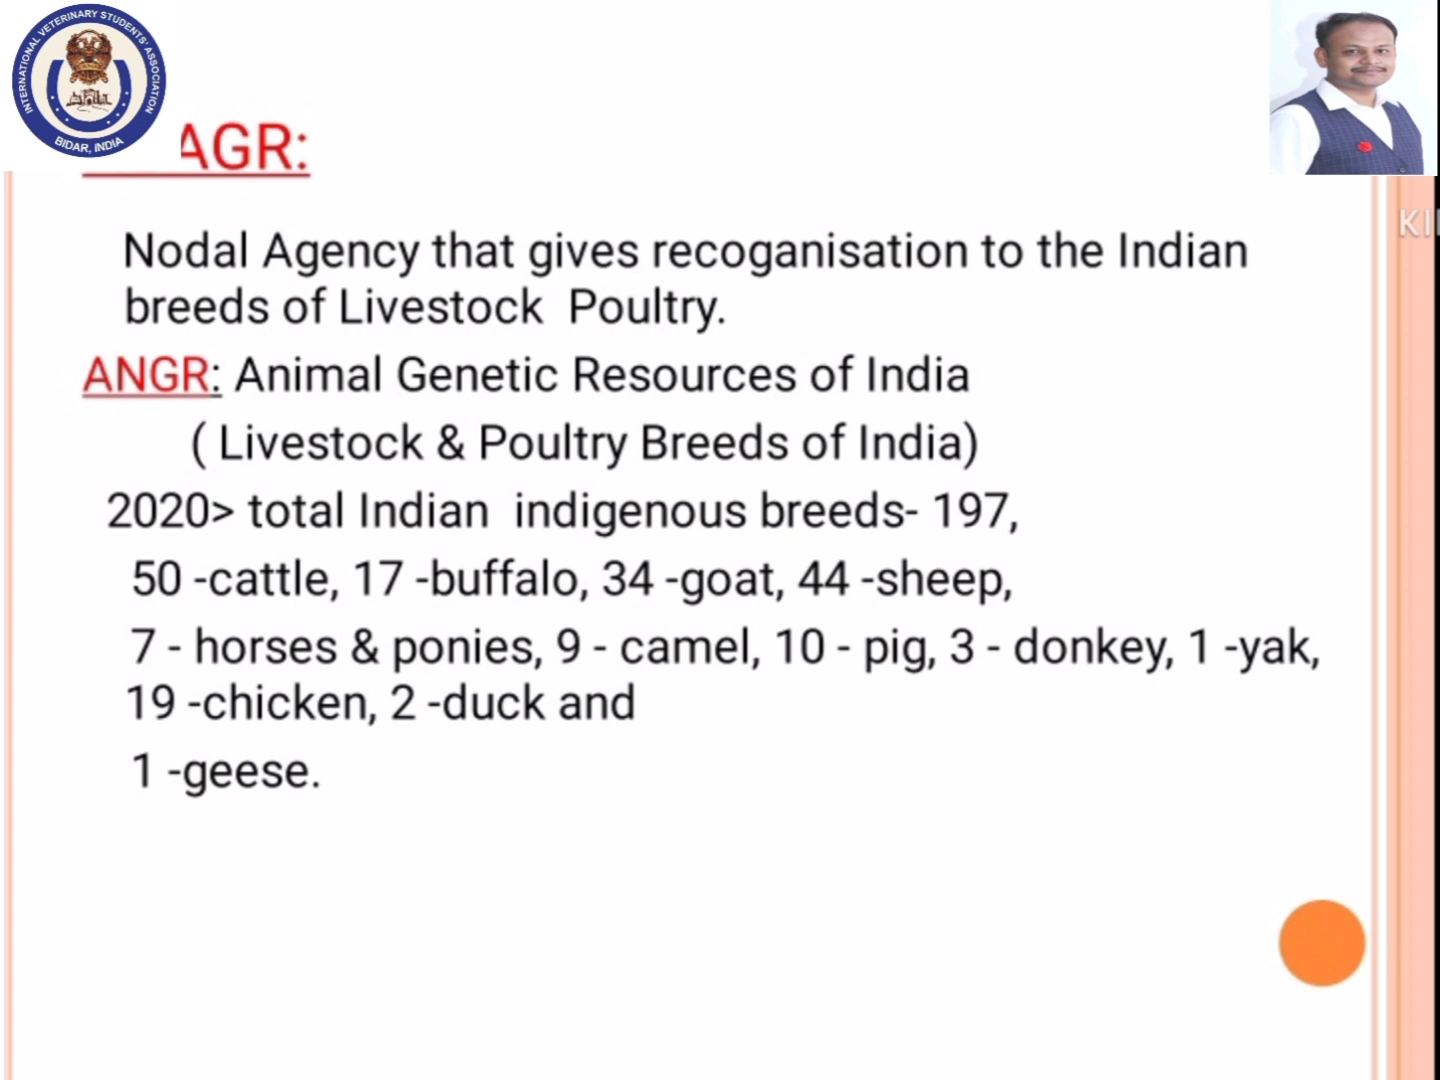 INTERNATIONAL VETERINARY STUDENTS' ASSOCIATION
BIDAR, INDIA
AGR:
Nodal Agency that gives recoganisation to the Indian
breeds of Livestock Poultry.
ANGR: Animal Genetic Resources of India
( Livestock & Poultry Breeds of India)
2020> total Indian indigenous breeds- 197,
50 -cattle, 17 -buffalo, 34 -goat, 44 -sheep,
7 - horses & ponies, 9 - camel, 10 - pig, 3 - donkey, 1 -yak,
19 -chicken, 2 -duck and
1 -geese.